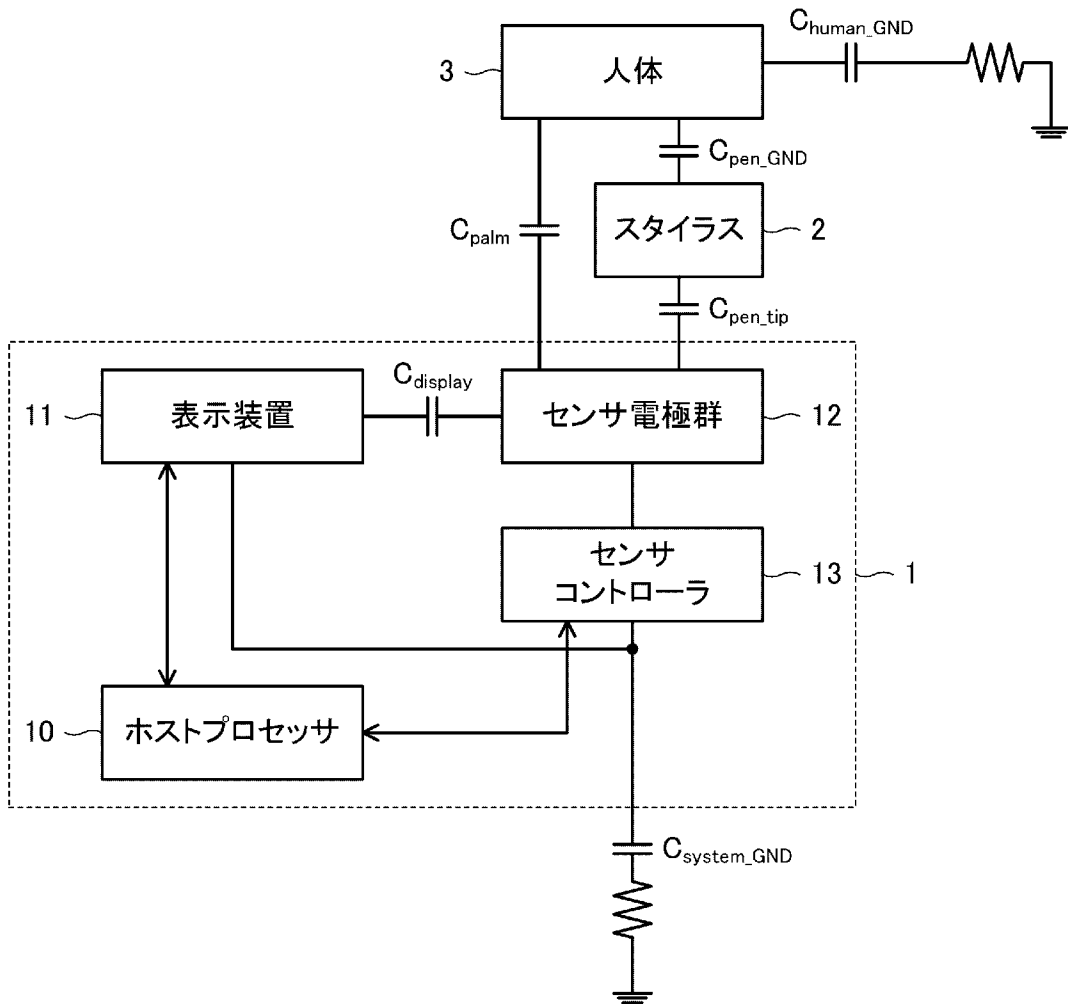 C_human_GND
3
人体
C_pen_GND
C_palm
スタイラス
2
C_pen_tip
C_display
11
表示装置
センサ電極群
12
センサ
コントローラ
13
1
10
ホストプロセッサ
C_system_GND